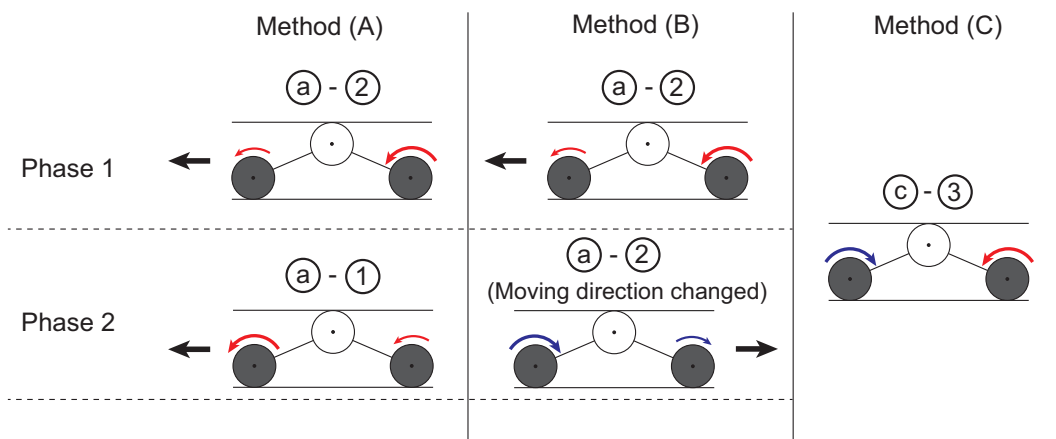 Method (A)
Method (B)
Method (C)
Phase 1
a - 2
a - 2
c - 3
Phase 2
a - 1
a - 2
(Moving direction changed)